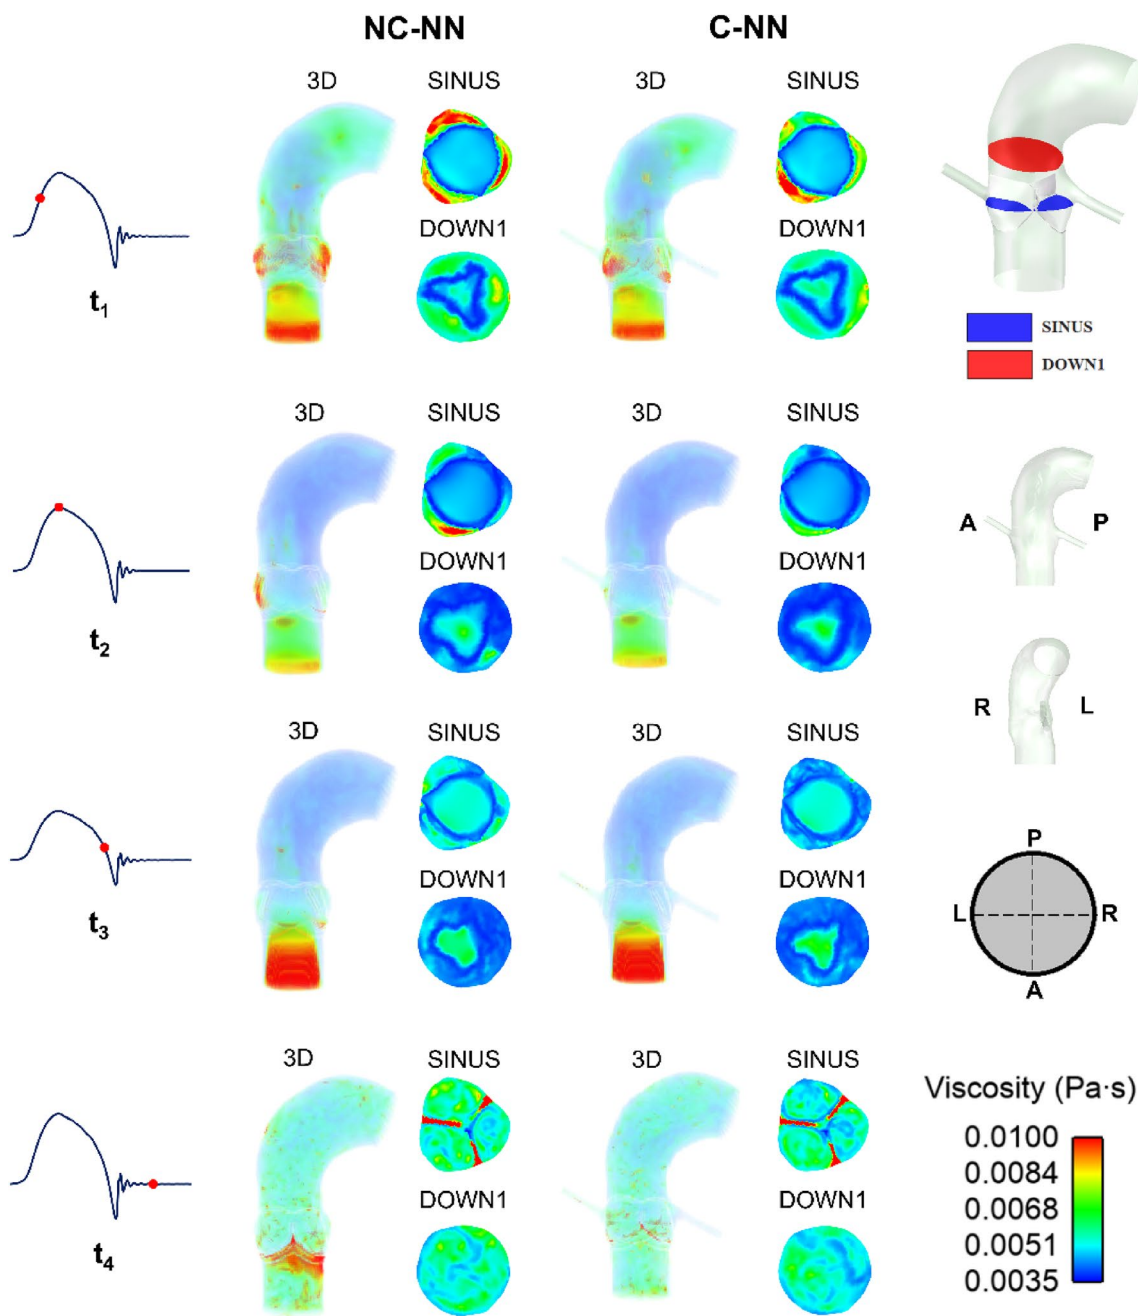 NC-NN C-NN
3D SINUS 3D SINUS
DOWN1 DOWN1
t1
SINUS
DOWN1
3D SINUS 3D SINUS
A P
DOWN1 DOWN1
t2
R L
3D SINUS 3D SINUS
DOWN1 DOWN1
t3
P
L R
A
3D SINUS 3D SINUS
Viscosity (Pa·s)
0.0100
0.0084
0.0068
0.0051
0.0035
DOWN1 DOWN1
t4